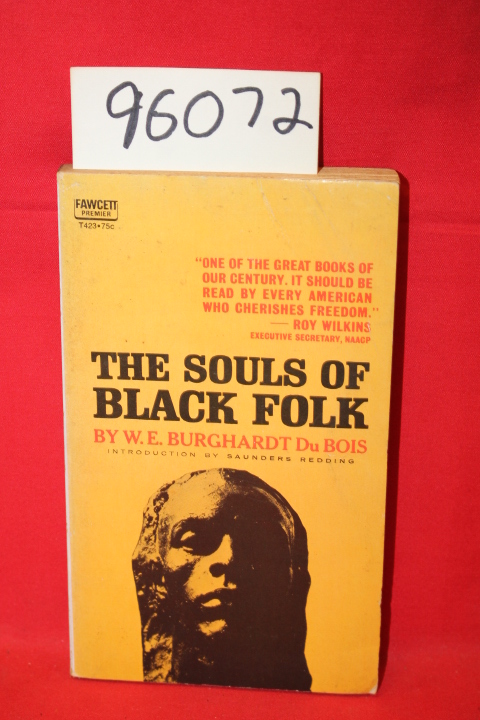 96072
FAWCETT
PREMIER
T423•75c
"ONE OF THE GREAT BOOKS OF
OUR CENTURY. IT SHOULD BE
READ BY EVERY AMERICAN
WHO CHERISHES FREEDOM."
— ROY WILKINS
EXECUTIVE SECRETARY, NAACP
THE SOULS OF
BLACK FOLK
BY W. E. BURGHARDT Du BOIS
INTRODUCTION BY SAUNDERS REDDING